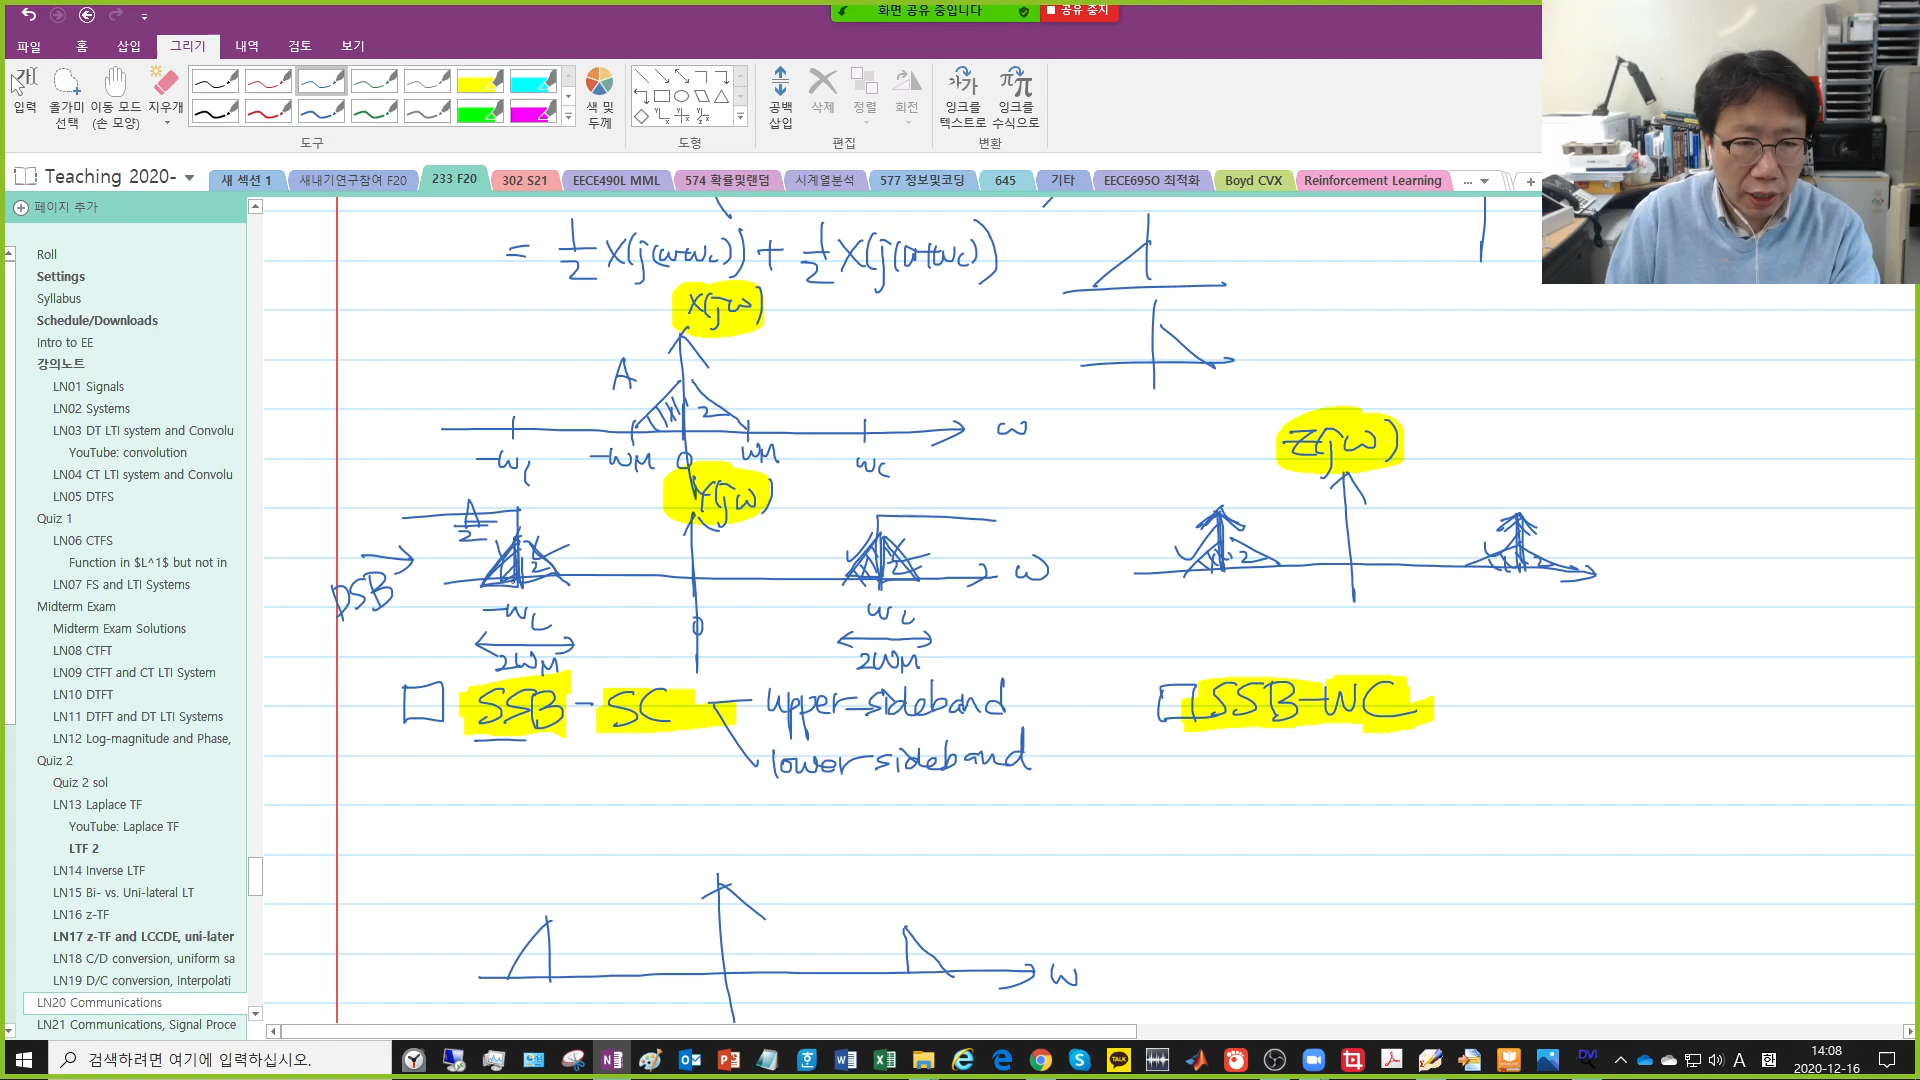 화면 공유 중입니다
공유 중지
파일 홈 삽입 그리기 내역 검토 보기
입력
올가미 선택
이동 모드 (손 모양)
지우개
색 및 두께
공백 삽입
삭제
정렬
회전
잉크를 텍스트로
잉크를 수식으로
도구
도형
편집
변환
Teaching 2020-
새 섹션 1
새내기연구참여 F20
233 F20
302 S21
EECE490L MML
574 확률및랜덤
시계열분석
577 정보및코딩
645
기타
EECE695O 최적화
Boyd CVX
Reinforcement Learning
...
페이지 추가
Roll
Settings
Syllabus
Schedule/Downloads
Intro to EE
강의노트
LN01 Signals
LN02 Systems
LN03 DT LTI system and Convolu
YouTube: convolution
LN04 CT LTI system and Convolu
LN05 DTFS
Quiz 1
LN06 CTFS
Function in $L^1$ but not in
LN07 FS and LTI Systems
Midterm Exam
Midterm Exam Solutions
LN08 CTFT
LN09 CTFT and CT LTI System
LN10 DTFT
LN11 DTFT and DT LTI Systems
LN12 Log-magnitude and Phase,
Quiz 2
Quiz 2 sol
LN13 Laplace TF
YouTube: Laplace TF
LTF 2
LN14 Inverse LTF
LN15 Bi- vs. Uni-lateral LT
LN16 z-TF
LN17 z-TF and LCCDE, uni-later
LN18 C/D conversion, uniform sa
LN19 D/C conversion, Interpolati
LN20 Communications
LN21 Communications, Signal Proce
X(jω)
A
2
ω
-ωc -ωM 0 ωM ωc
Y(jω)
Z(jω)
A/2
2 2
2 2
ω
DSB
-ωc 0 ωc
2ωM 2ωM
SSB - SC
upper-sideband
lower-sideband
SSB-WC
ω
검색하려면 여기에 입력하십시오.
TALK
DVI
A
한
14:08
2020-12-16